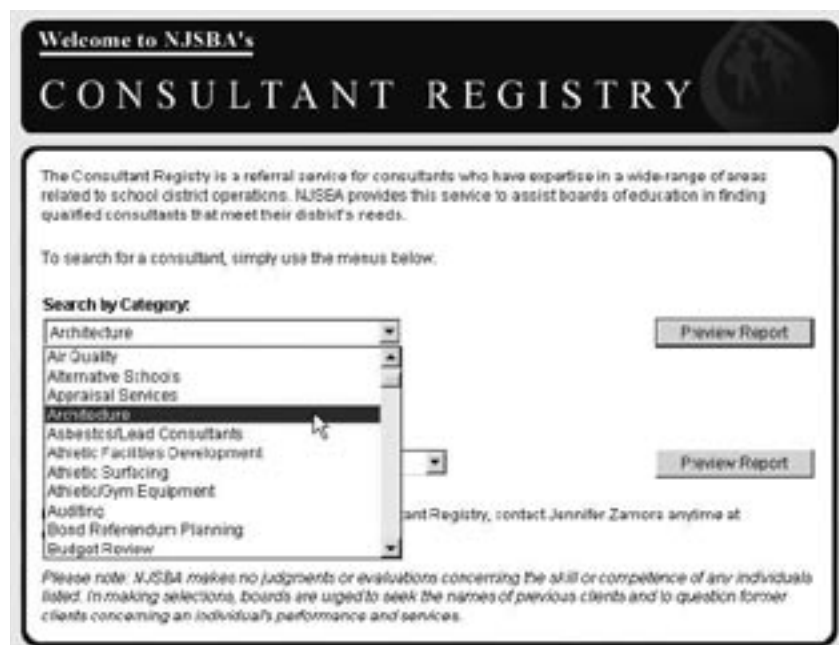 Welcome to NJSBA's
CONSULTANT REGISTRY
The Consultant Registry is a referral service for consultants who have expertise in a wide-range of areas
related to school district operations. NJSBA provides this service to assist boards of education in finding
qualified consultants that meet their district's needs.
To search for a consultant, simply use the menus below.
Search by Category:
Architecture
Preview Report
Air Quality
Alternative Schools
Appraisal Services
Architecture
Asbestos/Lead Consultants
Athletic Facilities Development
Athletic Surfacing
Preview Report
Athletic/Gym Equipment
Auditing
ant Registry, contact Jennifer Zamora anytime at
Bond Referendum Planning
Budget Review
Please note: NJSBA makes no judgments or evaluations concerning the skill or competence of any individuals
listed. In making selections, boards are urged to seek the names of previous clients and to question former
clients concerning an individual's performance and services.